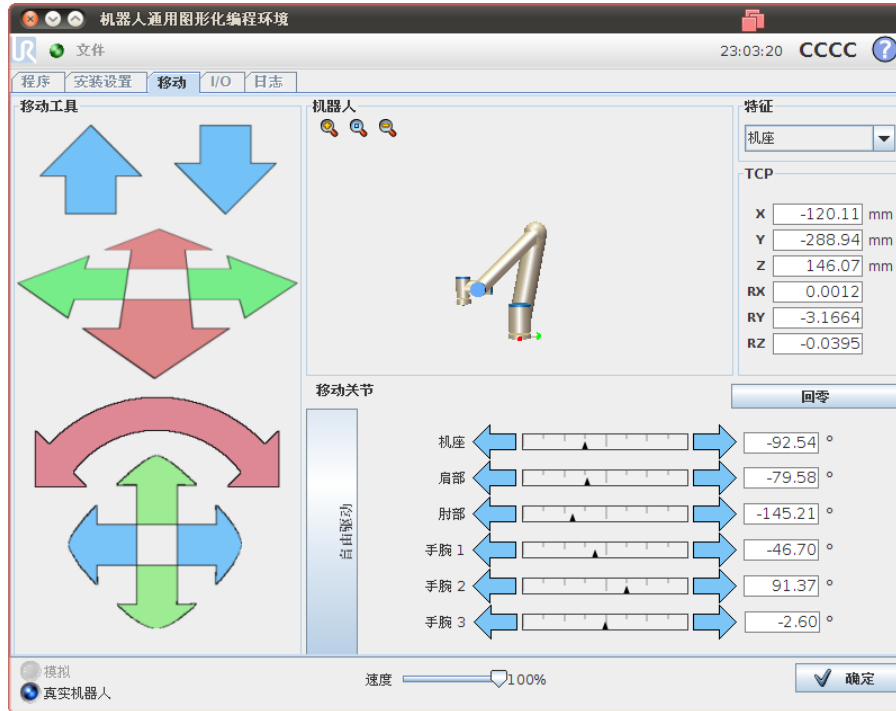 机器人通用图形化编程环境
UR 文件 23:03:20 CCCC ?
程序 安装设置 移动 I/O 日志
移动工具
机器人
特征
机座
TCP
X -120.11 mm
Y -288.94 mm
Z 146.07 mm
RX 0.0012
RY -3.1664
RZ -0.0395
移动关节
回零
自由驱动
机座 -92.54 °
肩部 -79.58 °
肘部 -145.21 °
手腕 1 -46.70 °
手腕 2 91.37 °
手腕 3 -2.60 °
模拟
真实机器人
速度 100%
确定